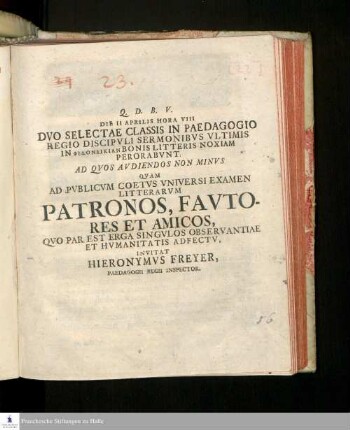 29
23.
Q. D. B. V.
DIE II APRILIS HORA VIII
DVO SELECTAE CLASSIS IN PAEDAGOGIO
REGIO DISCIPVLI SERMONIBVS VLTIMIS
IN ΦΙΛΟΝΕΙΚΙΑΝ BONIS LITTERIS NOXIAM
PERORABVNT.
AD QVOS AVDIENDOS NON MINVS
QVAM
AD PVBLICVM COETVS VNIVERSI EXAMEN
LITTERARVM
PATRONOS, FAVTO-
RES ET AMICOS,
QVO PAR EST ERGA SINGVLOS OBSERVANTIAE
ET HVMANITATIS ADFECTV,
INVITAT
HIERONYMVS FREYER,
PAEDAGOGII REGII INSPECTOR.
Franckesche Stiftungen zu Halle